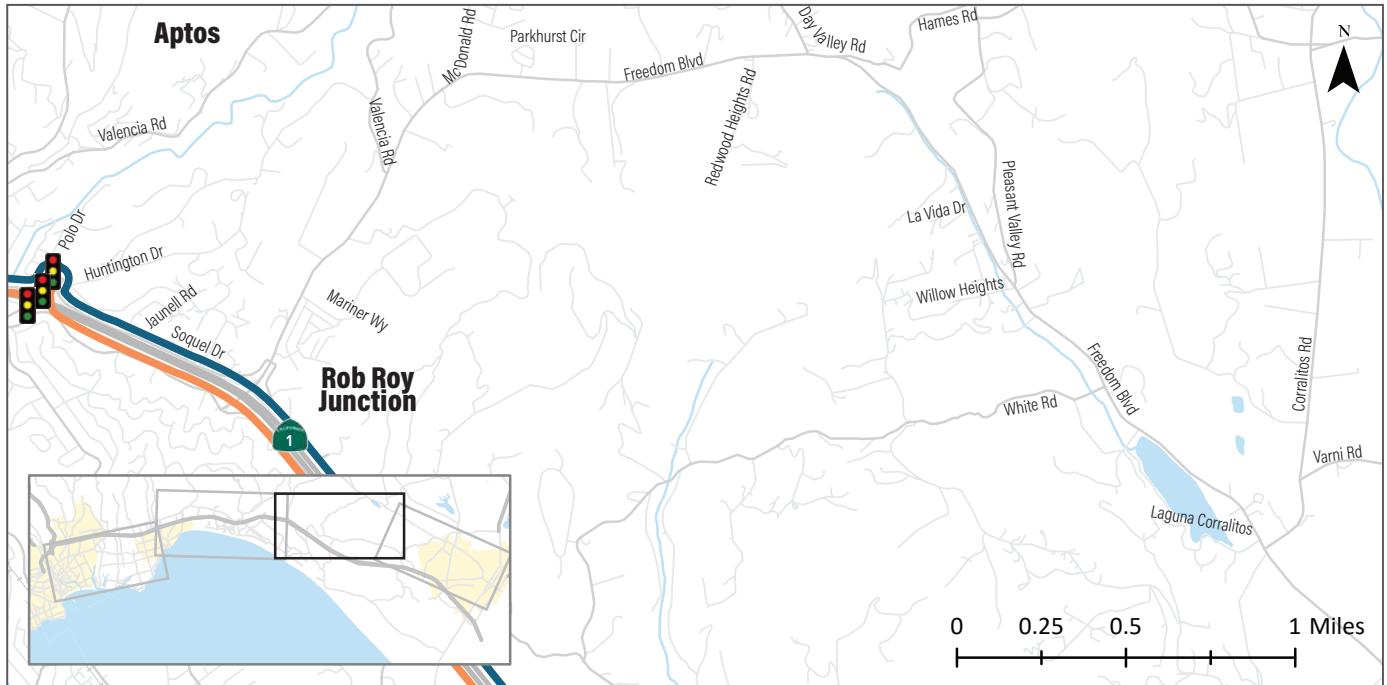 Aptos
McDonald Rd
Parkhurst Cir
Day Valley Rd
Hames Rd
N
Freedom Blvd
Valencia Rd
Valencia Rd
Redwood Heights Rd
Pleasant Valley Rd
La Vida Dr
Polo Dr
Huntington Dr
Jaunell Rd
Soquel Dr
Mariner Wy
Willow Heights
Rob Roy
Junction
Freedom Blvd
White Rd
Corralitos Rd
CALIFORNIA
1
Varni Rd
Laguna Corralitos
0 0.25 0.5 1 Miles